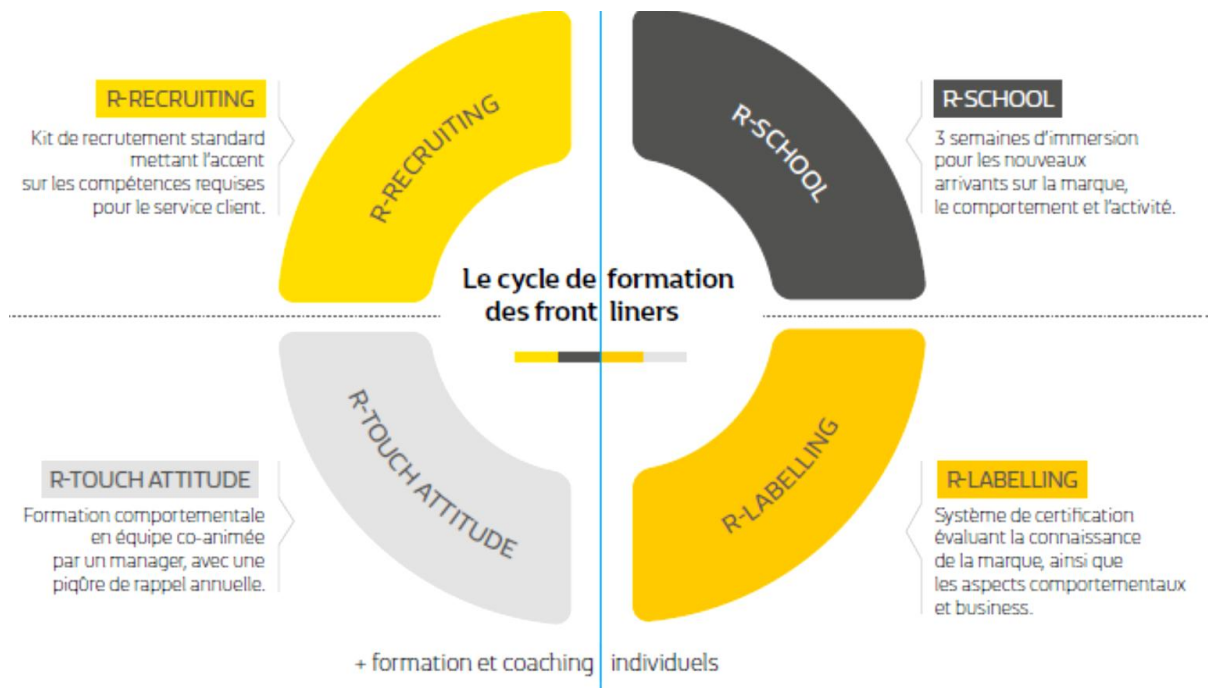 R-RECRUITING
Kit de recrutement standard
mettant l'accent
sur les compétences requises
pour le service client.
R-RECRUITING
R-SCHOOL
R-SCHOOL
3 semaines d'immersion
pour les nouveaux
arrivants sur la marque,
le comportement et l'activité.
Le cycle de formation
des front liners
R-TOUCH ATTITUDE
Formation comportementale
en équipe co-animée
par un manager, avec une
piqûre de rappel annuelle.
R-TOUCH ATTITUDE
R-LABELLING
R-LABELLING
Système de certification
évaluant la connaissance
de la marque, ainsi que
les aspects comportementaux
et business.
+ formation et coaching individuels